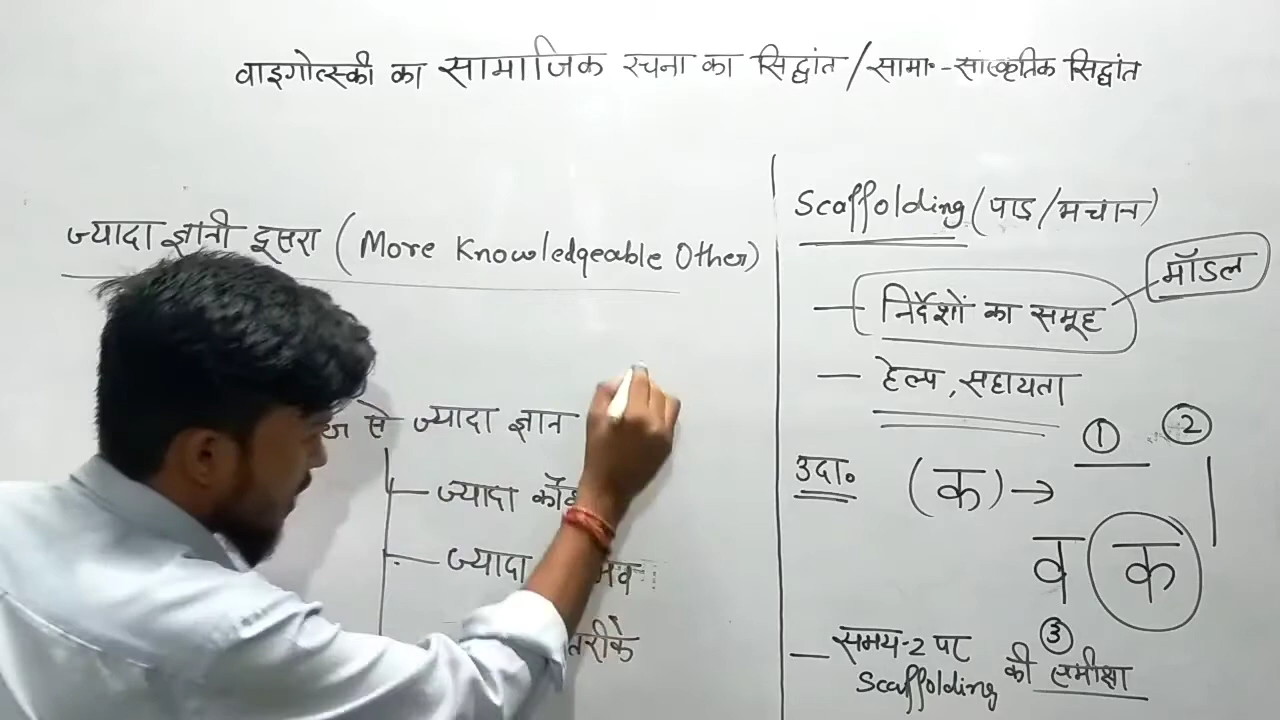 वाइगोत्स्की का सामाजिक रचना का सिद्धांत / सामा॰-सांस्कृतिक सिद्धांत
ज्यादा ज्ञानी दूसरा (More Knowledgeable Other)
से ज्यादा ज्ञान
ज्यादा
ज्यादा
तरीके
Scaffolding (पाड़/मचान)
मॉडल
— निर्देशों का समूह
— हेल्प, सहायता
① ②
उदा॰ (क) →
व क
③
— समय-2 पर
Scaffolding की समीक्षा